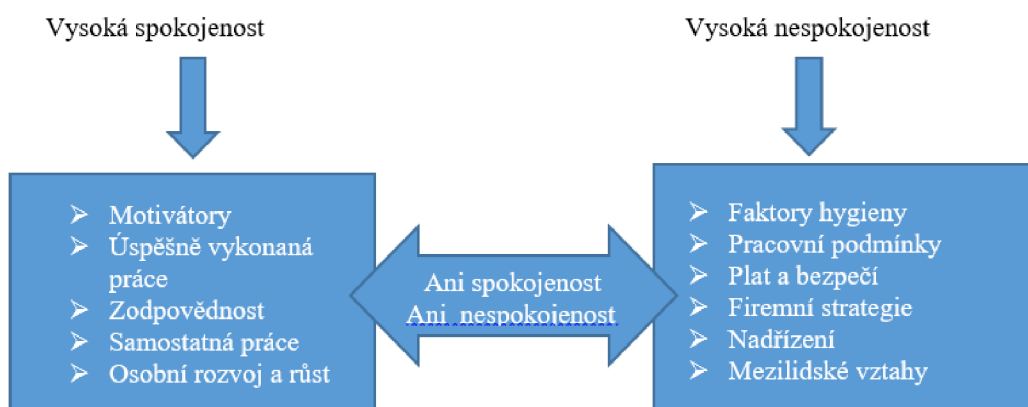 Vysoká spokojenost
Vysoká nespokojenost
➢ Motivátory
➢ Úspěšně vykonaná
práce
➢ Zodpovědnost
➢ Samostatná práce
➢ Osobní rozvoj a růst
Ani spokojenost
Ani nespokojenost
➢ Faktory hygieny
➢ Pracovní podmínky
➢ Plat a bezpečí
➢ Firemní strategie
➢ Nadřízení
➢ Mezilidské vztahy